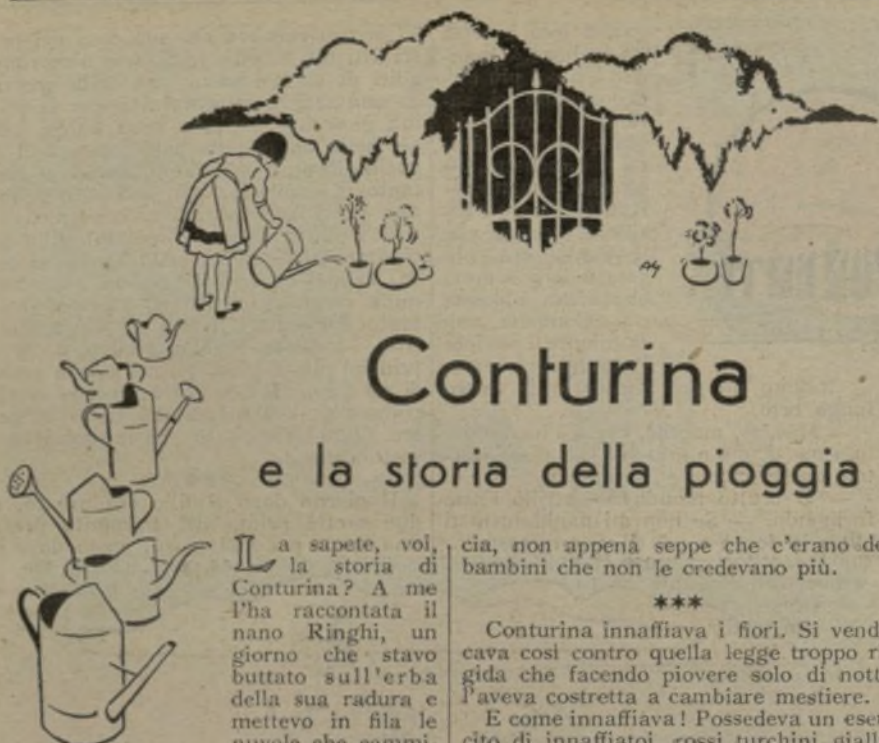 Conturina
e la storia della pioggia
La sapete, voi,
la storia di
Conturina? A me
l'ha raccontata il
nano Ringhi, un
giorno che stavo
buttato sull'erba
della sua radura e
mettevo in fila le
cia, non appena seppe che c'erano
bambini che non le credevano più.
***
Conturina innaffiava i fiori. Si vend
cava così contro quella legge troppo r
gida che facendo piovere solo di nott
l'aveva costretta a cambiare mestiere.
E come innaffiava! Possedeva un eser
cito di innaffiatoi, rossi turchini